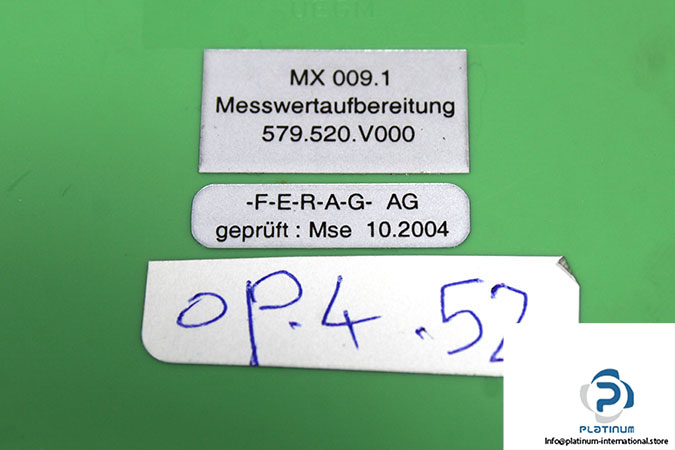 MX 009.1
Messwertaufbereitung
579.520.V000
-F-E-R-A-G- AG
geprüft : Mse 10.2004
op.4 .52
PLATINUM
Info@platinum-international.store